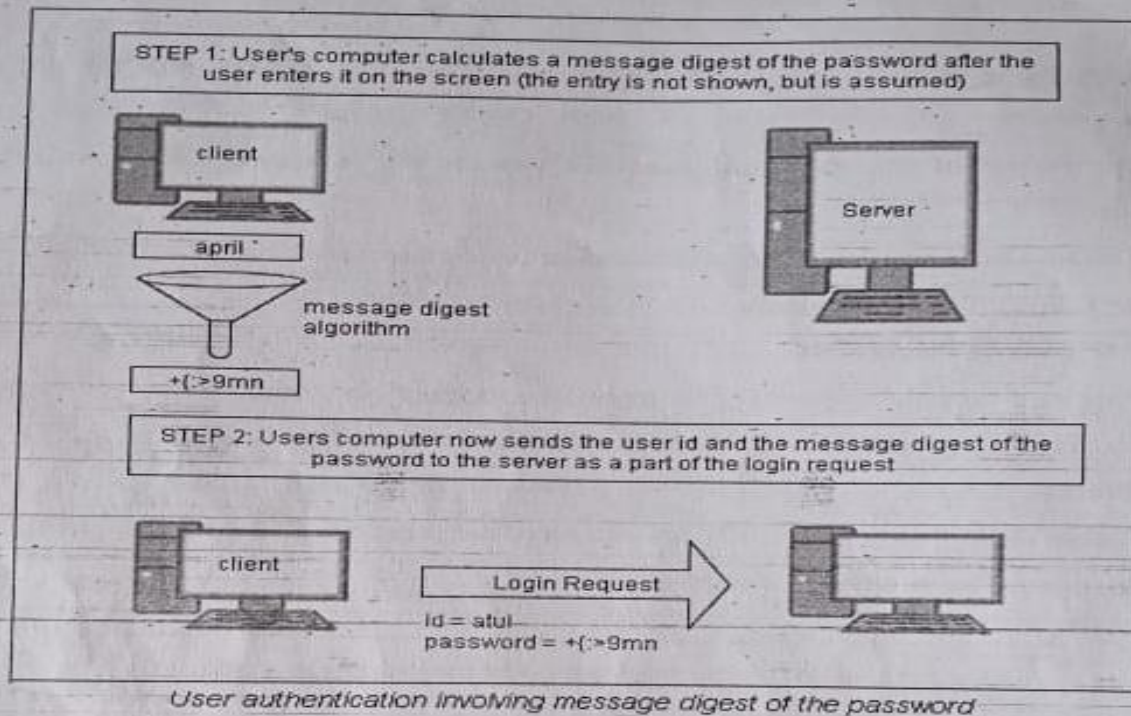 STEP 1: User's computer calculates a message digest of the password after the
user enters it on the screen (the entry is not shown, but is assumed)
client
Server
april
message digest
algorithm
+{:>9mn
STEP 2: Users computer now sends the user id and the message digest of the
password to the server as a part of the login request
client
Login Request
Id = atul
password = +{:>9mn
User authentication involving message digest of the password